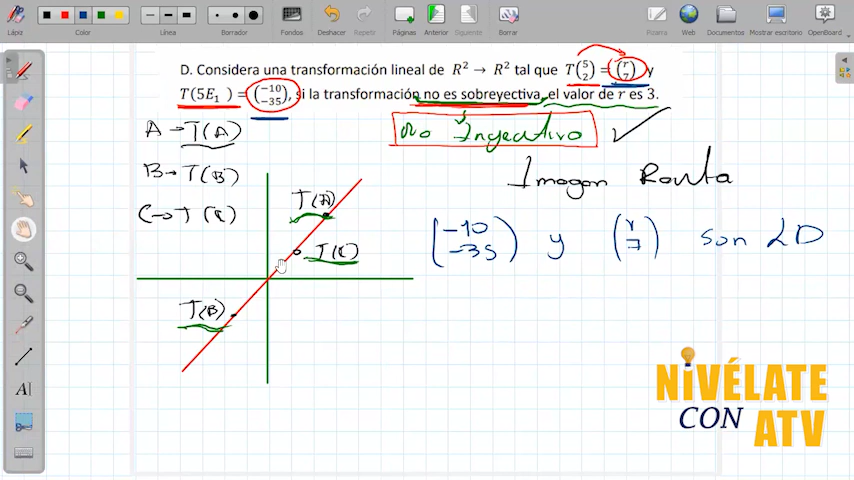 Lápiz
Color
Línea
Borrador
Fondos
Deshacer
Repetir
Páginas
Anterior
Siguiente
Borrar
Pizarra
Web
Documentos
Mostrar escritorio
OpenBoard
D. Considera una transformación lineal de R² → R² tal que T(5 2) = (r 7) y
T(5E₁) = (−10 −35), si la transformación no es sobreyectiva, el valor de r es 3.
A → T(A)
No Inyectiva
B → T(B)
Imagen Recta
C → T(C)
T(A)
(−10 −35) y (r 7) son LD
T(C)
T(B)
NIVÉLATE
CON
ATV